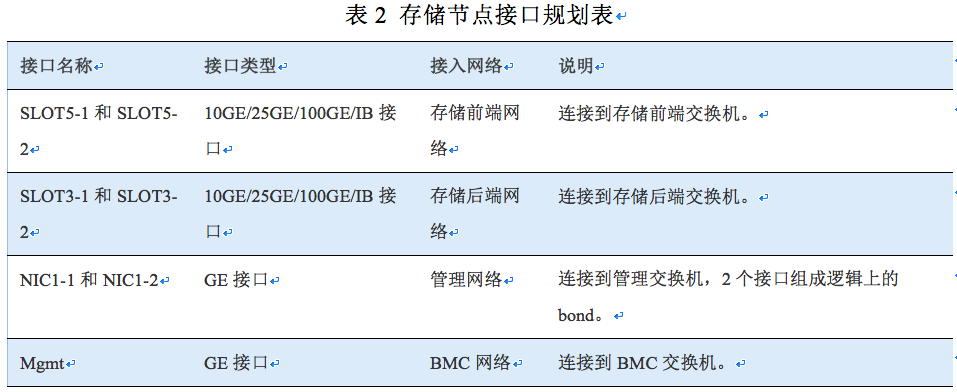 表 2 存储节点接口规划表
接口名称 接口类型 接入网络 说明
SLOT5-1 和 SLOT5- 10GE/25GE/100GE/IB 接 存储前端网 连接到存储前端交换机。
2 口 络
SLOT3-1 和 SLOT3- 10GE/25GE/100GE/IB 接 存储后端网 连接到存储后端交换机。
2 口 络
NIC1-1 和 NIC1-2 GE 接口 管理网络 连接到管理交换机，2 个接口组成逻辑上的
bond。
Mgmt GE 接口 BMC 网络 连接到 BMC 交换机。